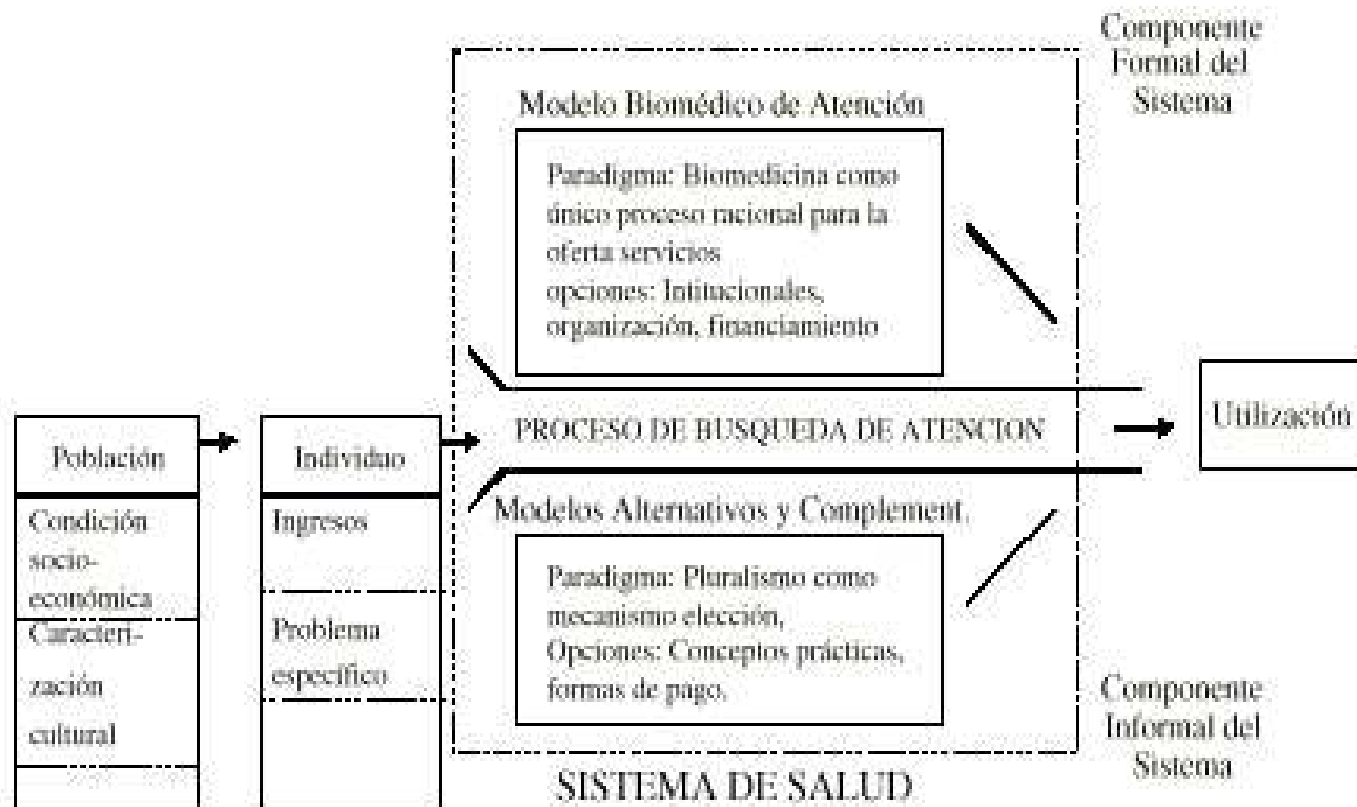 Componente
Formal del
Sistema
Modelo Biomédico de Atención
Paradigma: Biomedicina como
único proceso racional para la
oferta servicios
opciones: Intitucionales,
organización, financiamiento
Población
Condición
socio-
económica
Caracteri-
zación
cultural
Individuo
Ingresos
Problema
específico
PROCESO DE BUSQUEDA DE ATENCION
Utilización
Modelos Alternativos y Complement.
Paradigma: Pluralismo como
mecanismo elección,
Opciones: Conceptos prácticas,
formas de pago.
Componente
Informal del
Sistema
SISTEMA DE SALUD